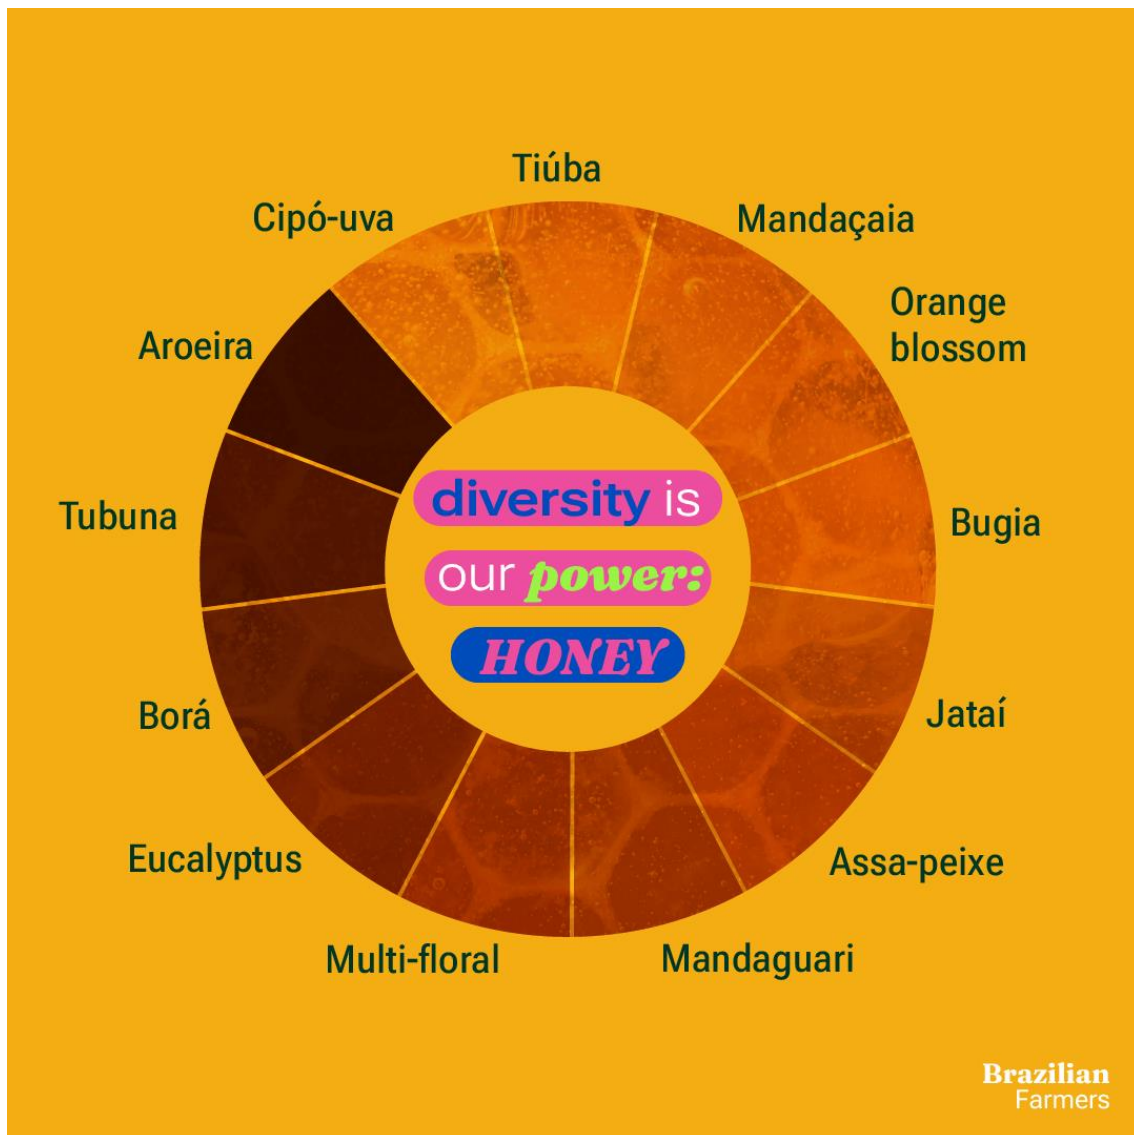 Tiúba
Cipó-uva
Mandaçaia
Orange
blossom
Aroeira
Tubuna
diversity is
Bugia
our power:
HONEY
Borá
Jataí
Eucalyptus
Assa-peixe
Multi-floral
Mandaguari
Brazilian
Farmers